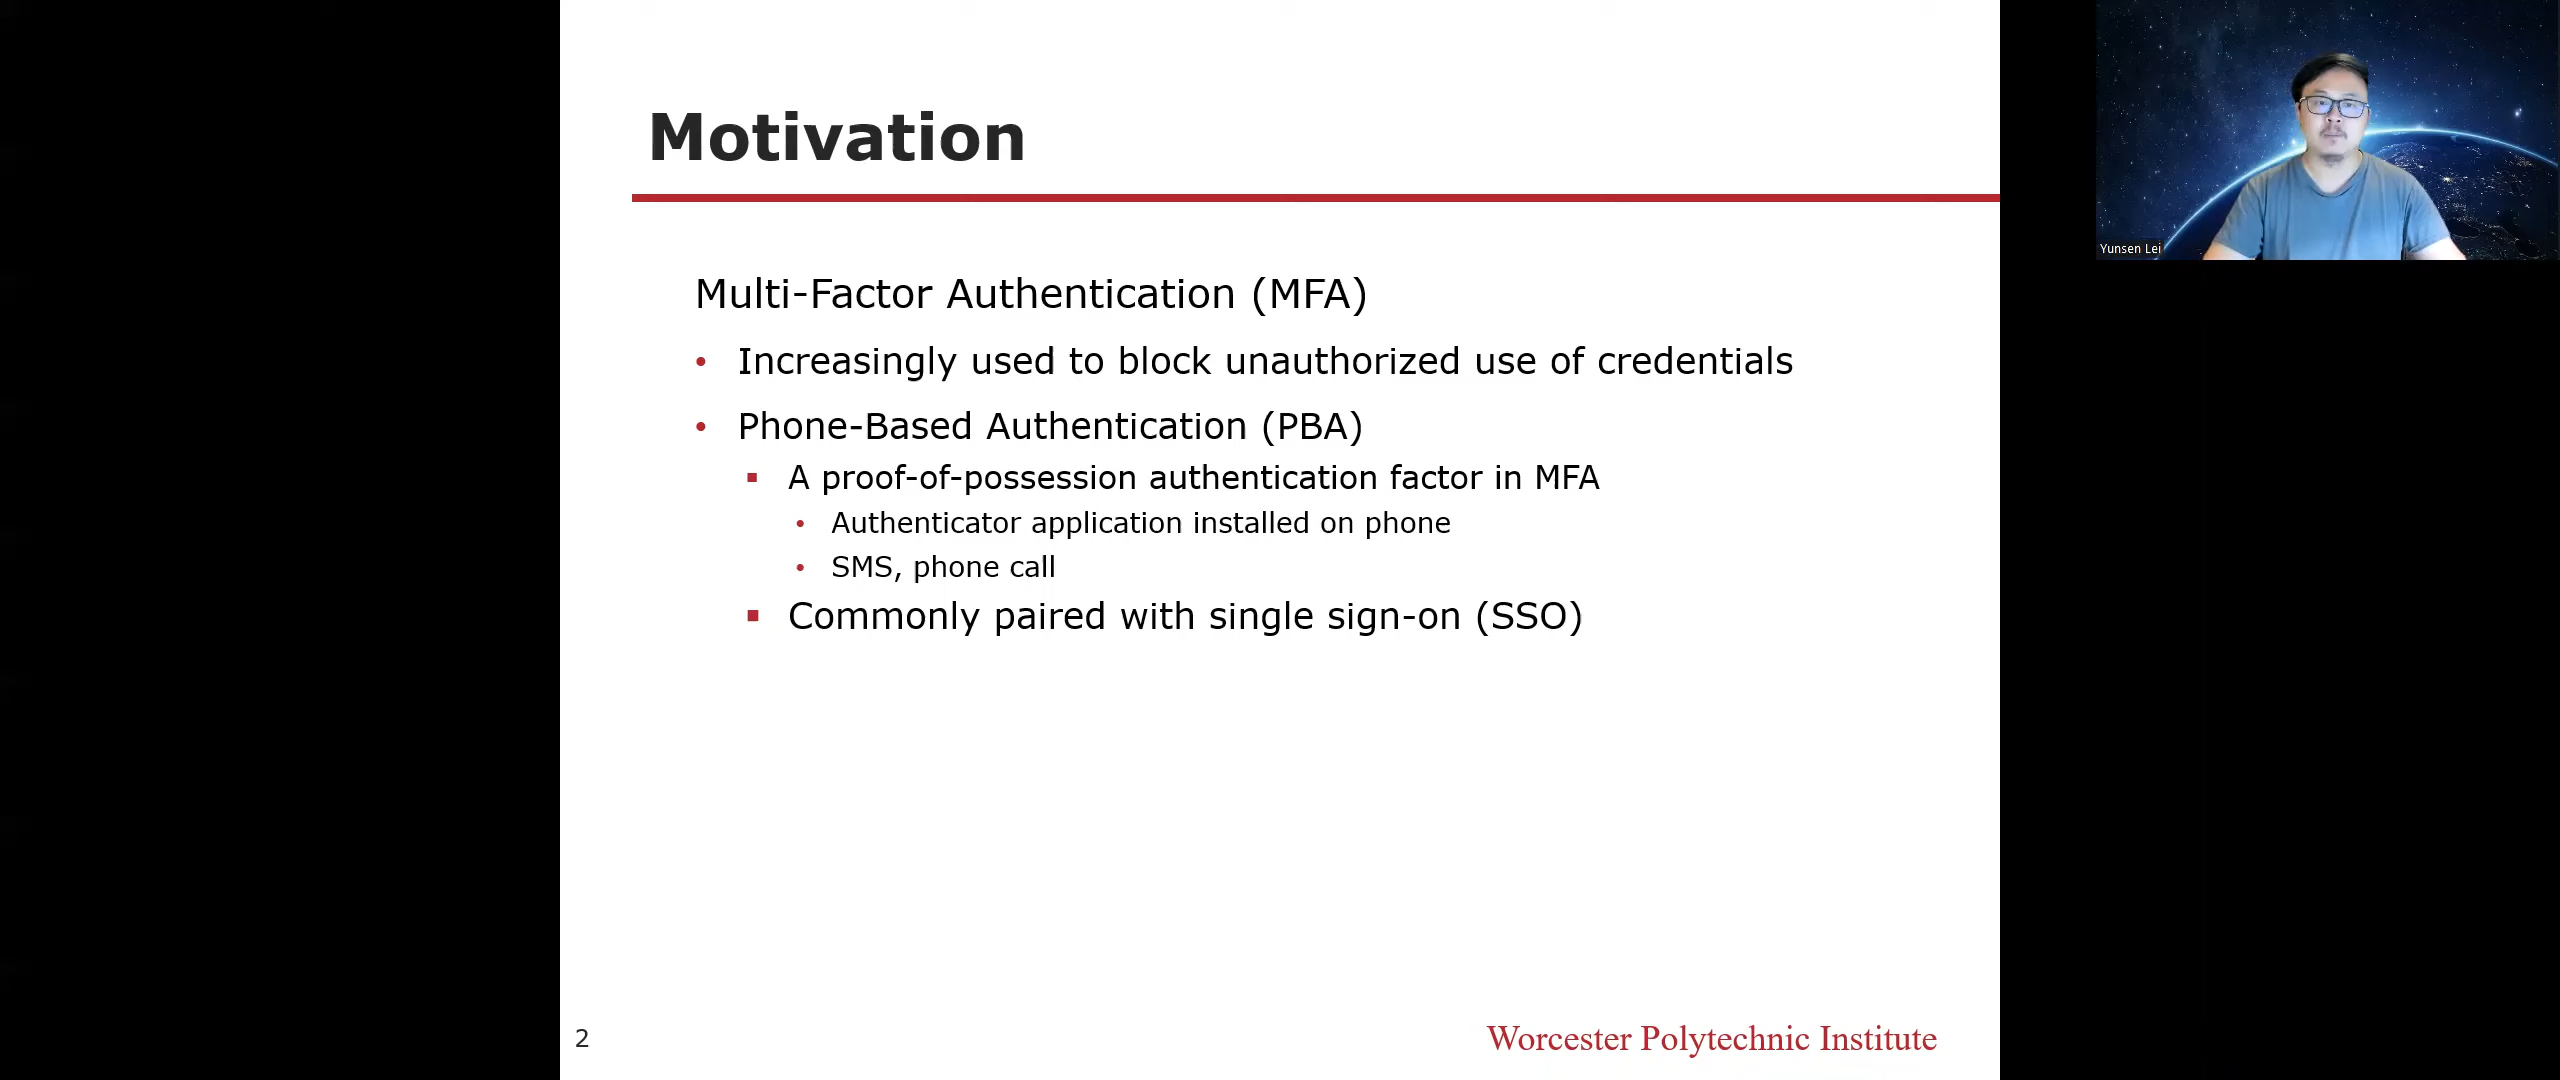 Motivation
Multi-Factor Authentication (MFA)
• Increasingly used to block unauthorized use of credentials
• Phone-Based Authentication (PBA)
▪ A proof-of-possession authentication factor in MFA
• Authenticator application installed on phone
• SMS, phone call
▪ Commonly paired with single sign-on (SSO)
2
Worcester Polytechnic Institute
Yunsen Lei